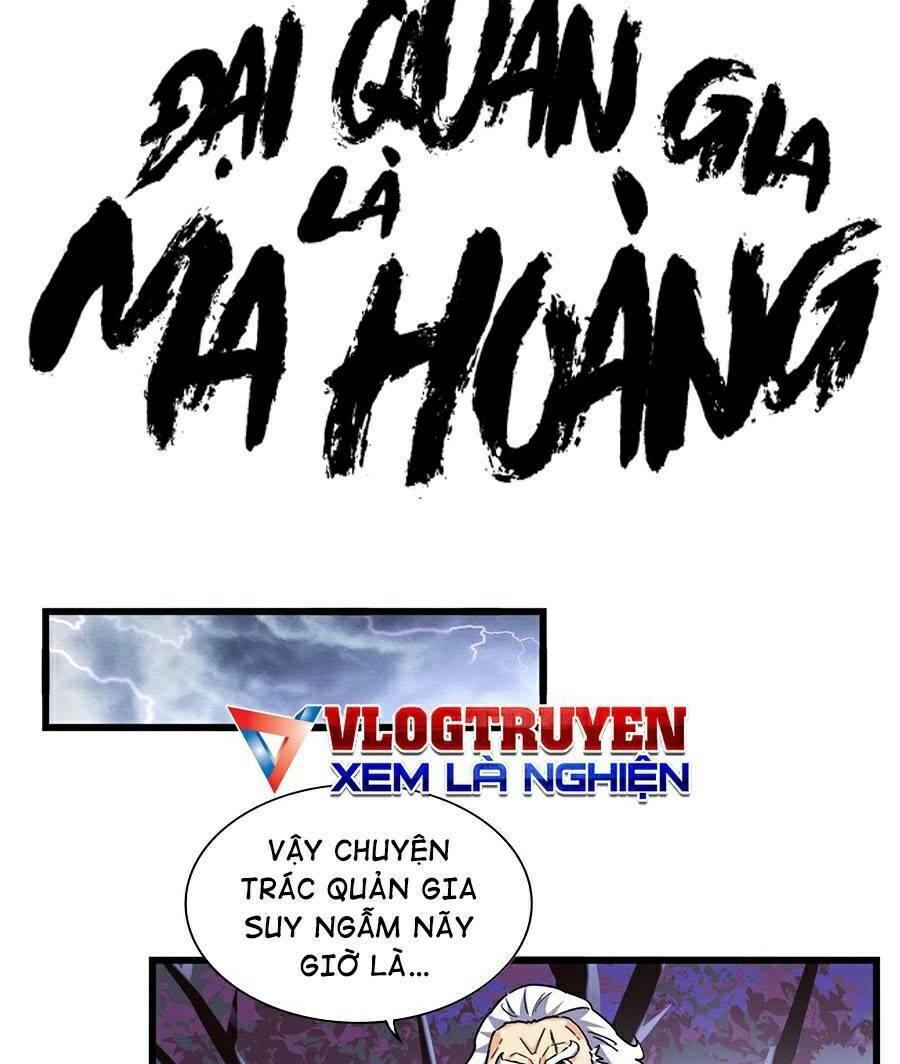 ĐẠI QUẢN GIA
LÀ
MA HOÀNG
VLOGTRUYEN
XEM LÀ NGHIỆN
VẬY CHUYỆN
TRÁC QUẢN GIA
SUY NGẪM NÃY
GIỜ LÀ...